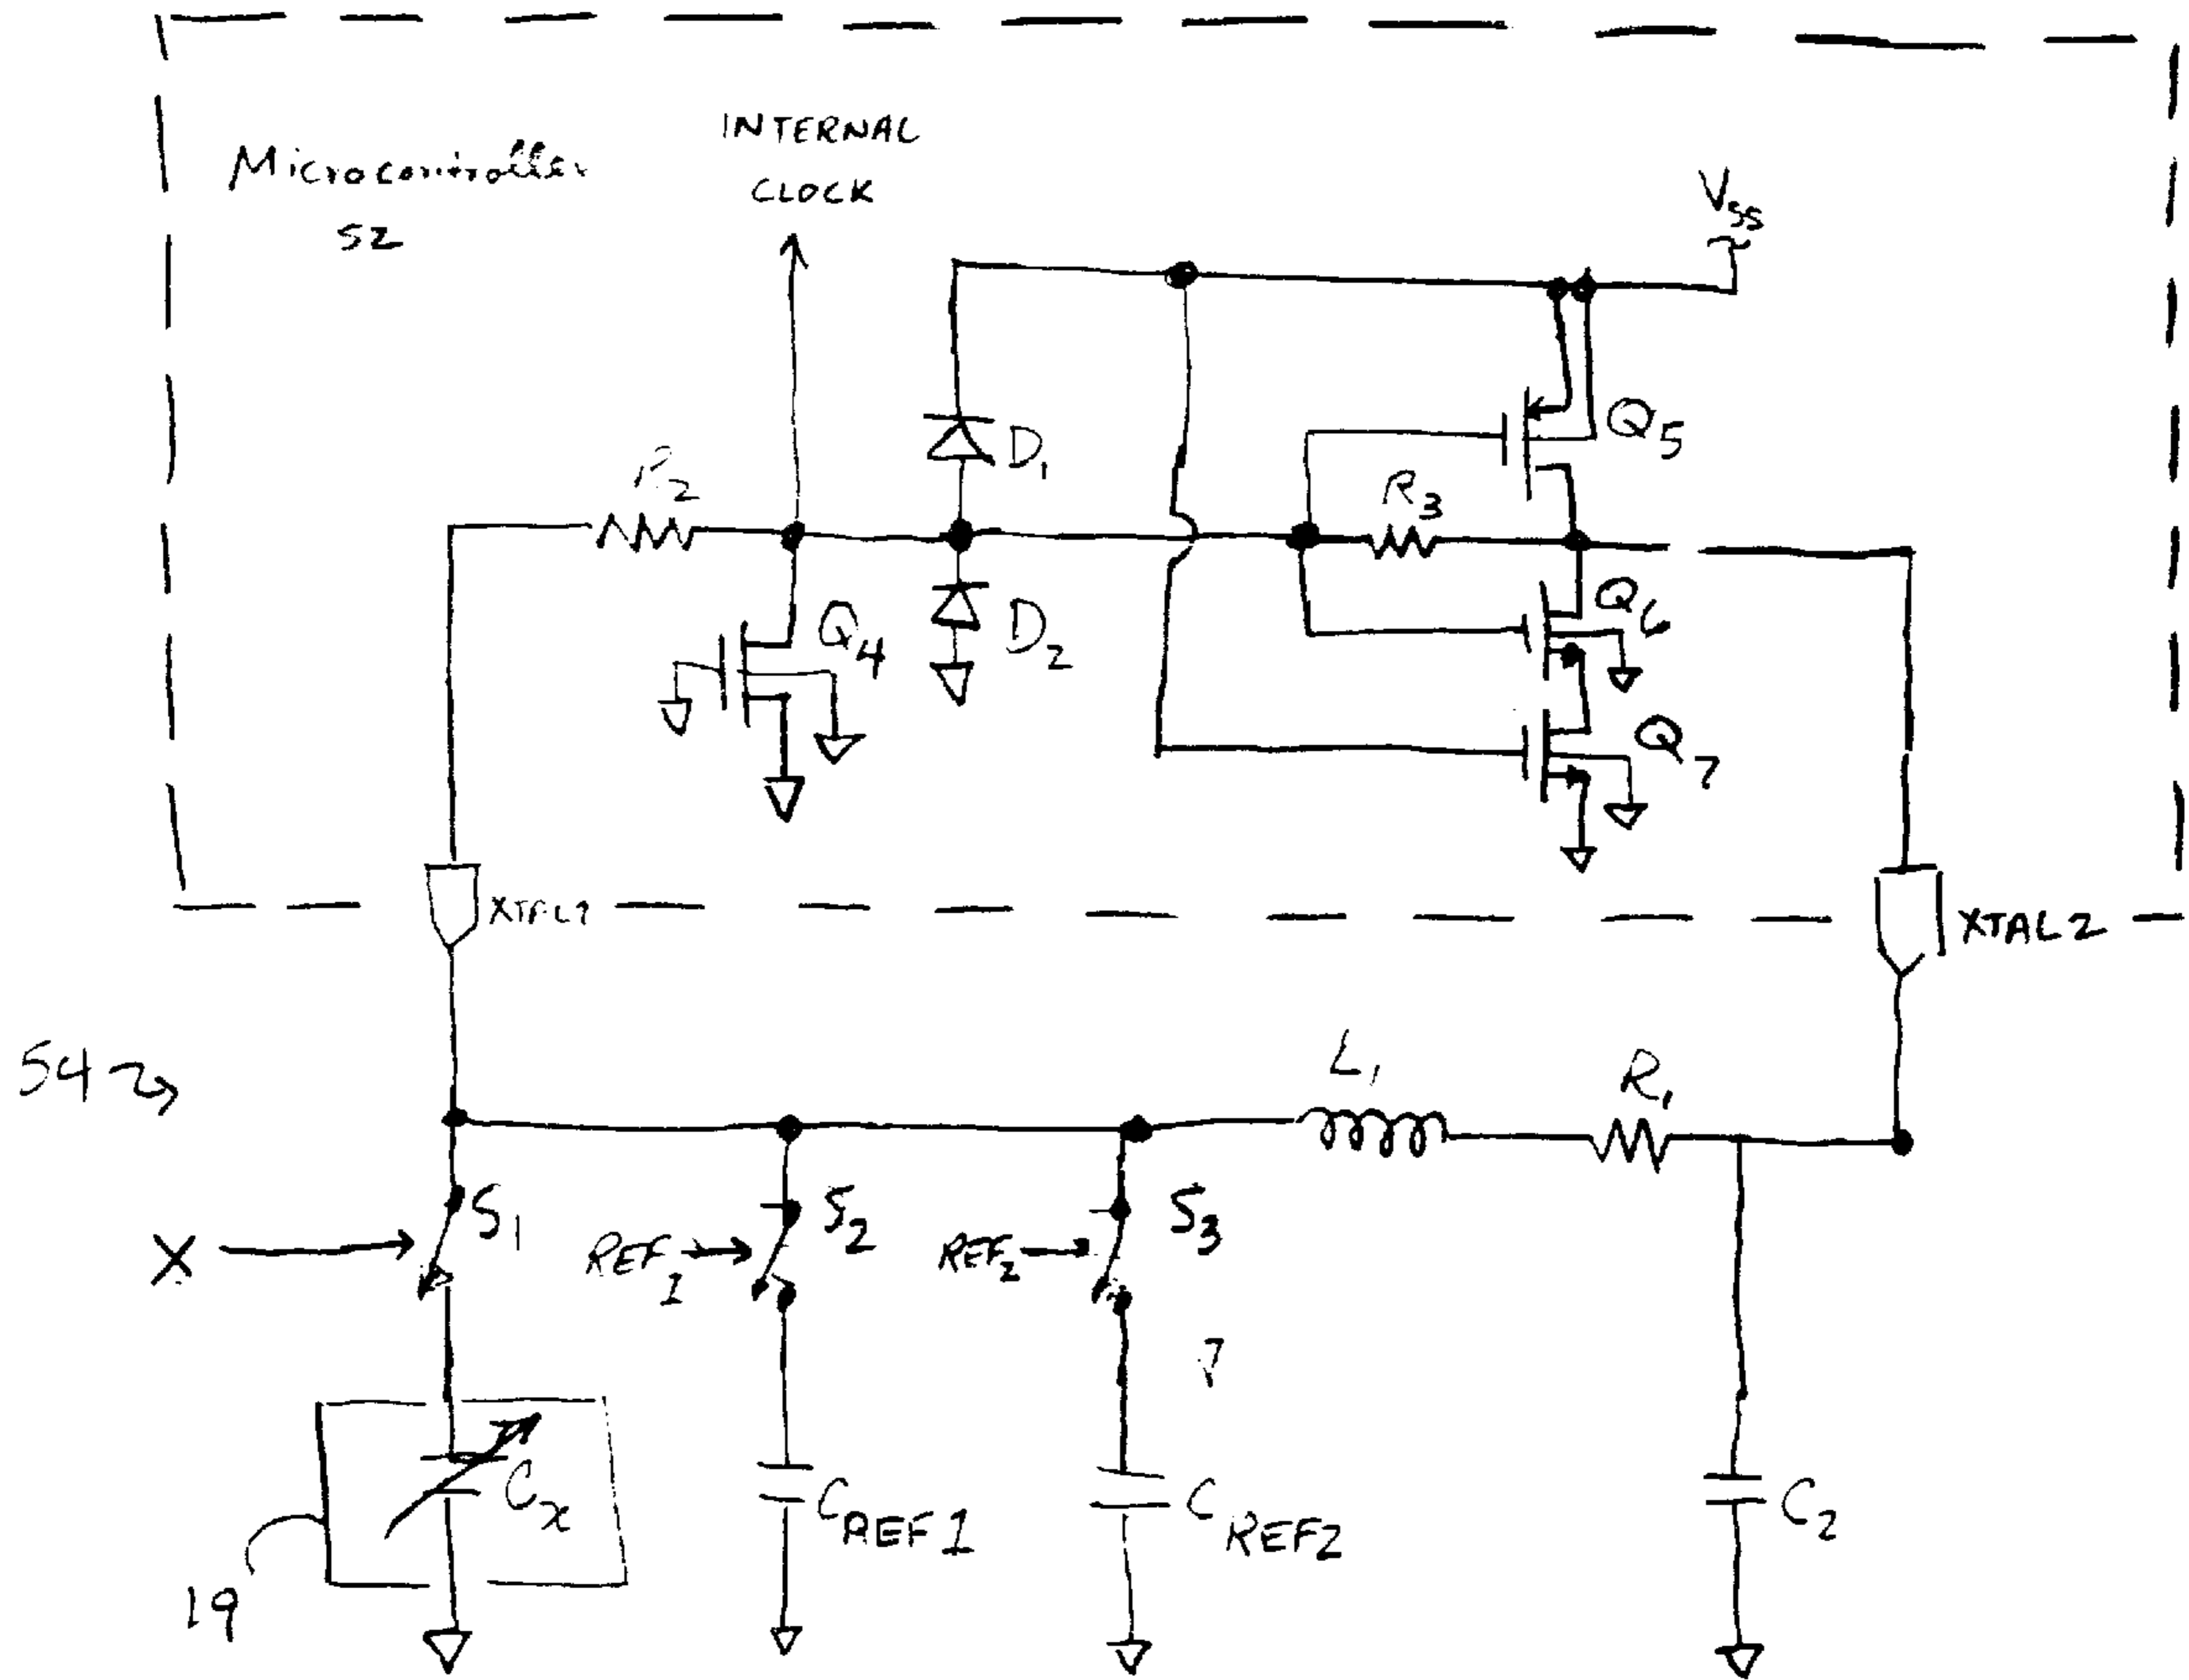 INTERNAL
CLOCK
Microcontroller
52
VSS
D1
Q5
R2
R3
Q4
D2
Q6
Q7
XTAL2
54
L1
R1
X
S1
REF1
S2
REF2
S3
Cx
CREF1
CREF2
C2
19